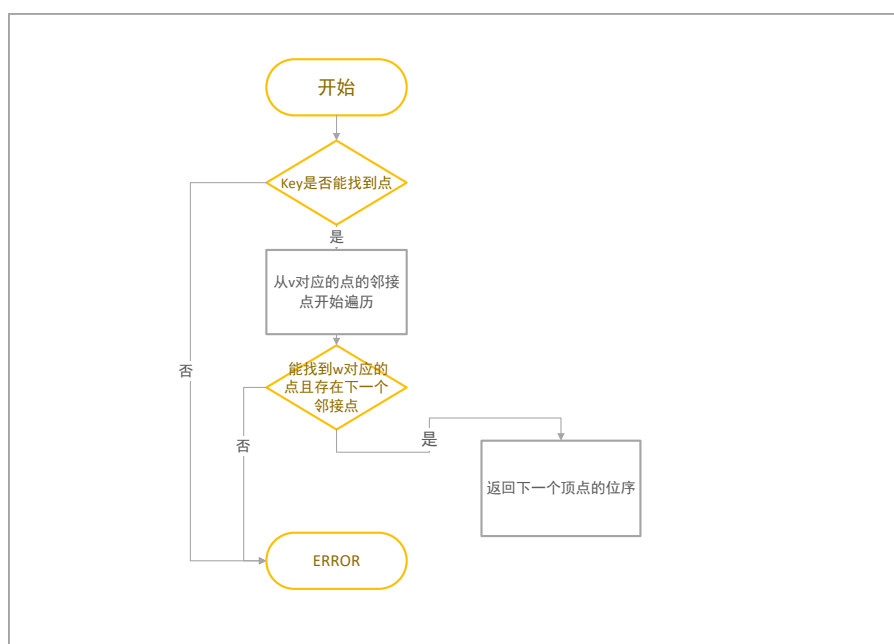 开始
Key是否能找到点
是
从v对应的点的邻接
点开始遍历
否
能找到w对应的
点且存在下一个
邻接点
否
是
返回下一个顶点的位序
ERROR